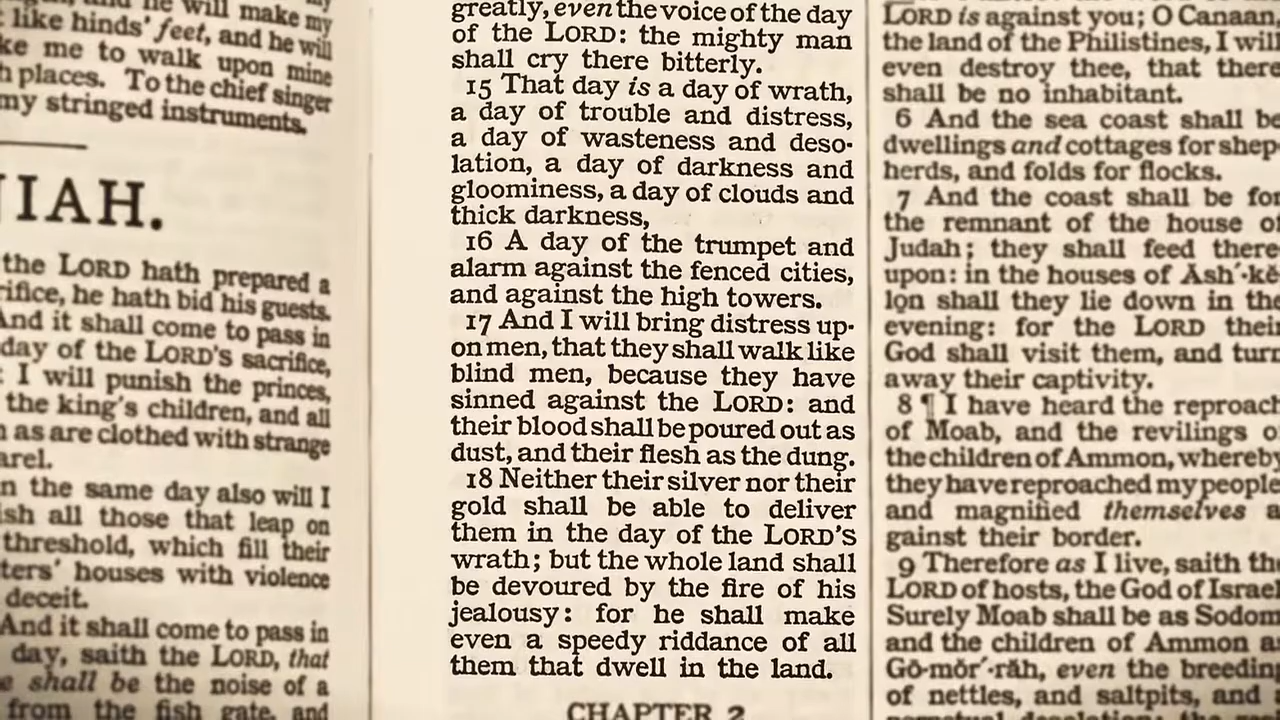 he will make my
like hinds' feet, and he will
me to walk upon mine
places. To the chief singer
my stringed instruments.
IAH.
the LORD hath prepared a
he hath bid his guests.
And it shall come to pass in
day of the LORD'S sacrifice,
I will punish the princes,
the king's children, and all
as are clothed with strange
the same day also will I
all those that leap on
threshold, which fill their
houses with violence
deceit.
And it shall come to pass in
day, saith the LORD, that
shall be the noise of a
from the fish gate, and
greatly, even the voice of the day
of the LORD: the mighty man
shall cry there bitterly.
15 That day is a day of wrath,
a day of trouble and distress,
a day of wasteness and deso-
lation, a day of darkness and
gloominess, a day of clouds and
thick darkness,
16 A day of the trumpet and
alarm against the fenced cities,
and against the high towers.
17 And I will bring distress up-
on men, that they shall walk like
blind men, because they have
sinned against the LORD: and
their blood shall be poured out as
dust, and their flesh as the dung.
18 Neither their silver nor their
gold shall be able to deliver
them in the day of the LORD'S
wrath; but the whole land shall
be devoured by the fire of his
jealousy: for he shall make
even a speedy riddance of all
them that dwell in the land.
CHAPTER 2
LORD is against you; O Canaan,
the land of the Philistines, I will
even destroy thee, that there
shall be no inhabitant.
6 And the sea coast shall be
dwellings and cottages for shep-
herds, and folds for flocks.
7 And the coast shall be for
the remnant of the house of
Judah; they shall feed there-
upon: in the houses of Ăsh´-kĕ-
lọn shall they lie down in the
evening: for the LORD their
God shall visit them, and turn
away their captivity.
8 ¶ I have heard the reproach
of Moab, and the revilings of
the children of Ammon, whereby
they have reproached my people,
and magnified themselves a-
gainst their border.
9 Therefore as I live, saith the
LORD of hosts, the God of Israel,
Surely Moab shall be as Sodom,
and the children of Ammon as
Gō-mŏr´-răh, even the breeding
of nettles, and saltpits, and